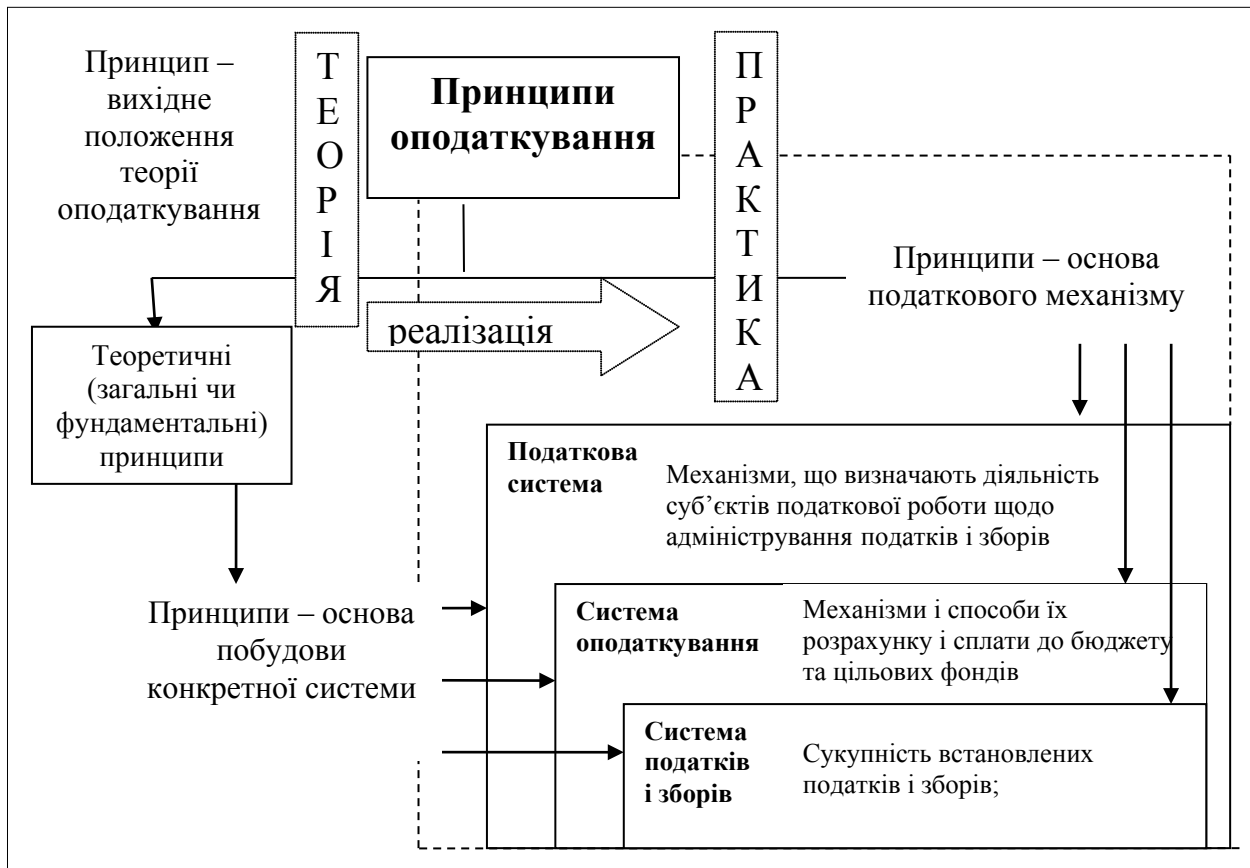 Принцип –
вихідне
положення
теорії
оподаткування
Т
Е
О
Р
І
Я
Принципи
оподаткування
П
Р
А
К
Т
И
К
А
Принципи – основа
податкового механізму
реалізація
Теоретичні
(загальні чи
фундаментальні)
принципи
Податкова
система
Механізми, що визначають діяльність
суб’єктів податкової роботи щодо
адміністрування податків і зборів
Принципи – основа
побудови
конкретної системи
Система
оподаткування
Механізми і способи їх
розрахунку і сплати до бюджету
та цільових фондів
Система
податків
і зборів
Сукупність встановлених
податків і зборів;